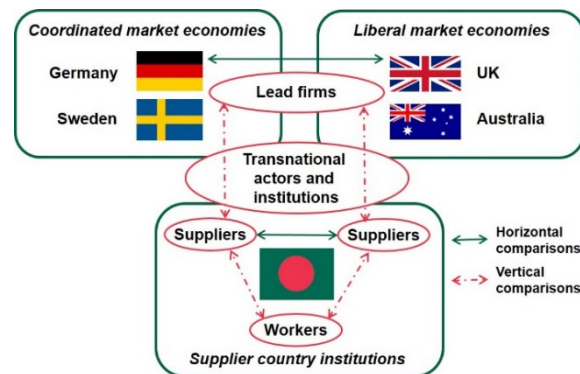 Coordinated market economies
Liberal market economies
Germany
UK
Lead firms
Sweden
Australia
Transnational
actors and
institutions
Suppliers
Suppliers
Horizontal
comparisons
Vertical
comparisons
Workers
Supplier country institutions